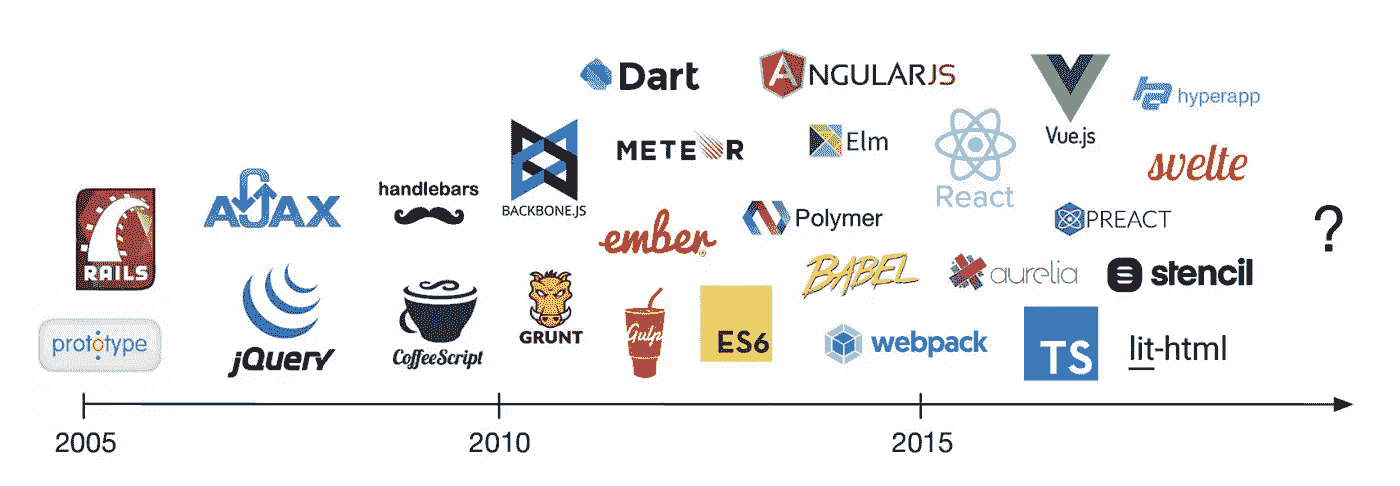 Dart
ANGULARJS
Vue.js
hyperapp
METEOR
Elm
React
svelte
RAILS
AJAX
handlebars
BACKBONE.JS
ember
Polymer
PREACT
?
prototype
jQuery
CoffeeScript
GRUNT
Gulp
ES6
BABEL
webpack
aurelia
TS
stencil
lit-html
2005
2010
2015